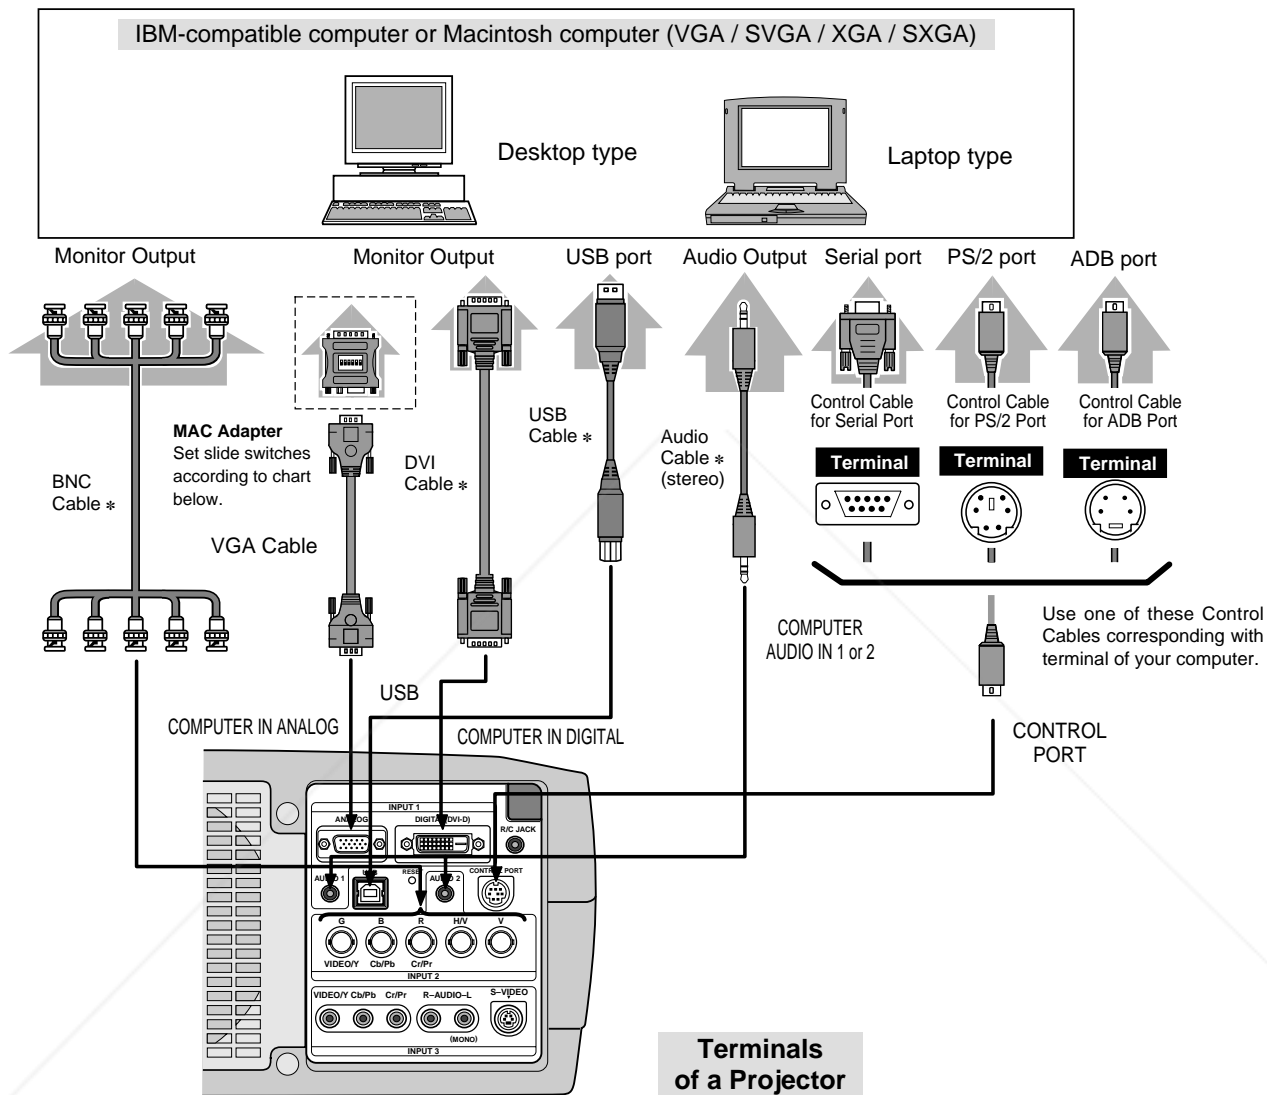 IBM-compatible computer or Macintosh computer (VGA / SVGA / XGA / SXGA)
Desktop type
Laptop type
Monitor Output
Monitor Output
USB port
Audio Output
Serial port
PS/2 port
ADB port
Control Cable
for Serial Port
Control Cable
for PS/2 Port
Control Cable
for ADB Port
MAC Adapter
Set slide switches
according to chart
below.
USB
Cable *
Audio
Cable *
(stereo)
DVI
Cable *
BNC
Cable *
Terminal
Terminal
Terminal
VGA Cable
COMPUTER
AUDIO IN 1 or 2
Use one of these Control
Cables corresponding with
terminal of your computer.
USB
COMPUTER IN ANALOG
COMPUTER IN DIGITAL
CONTROL
PORT
INPUT 1
ANALOG
DIGITAL(DVI-D)
R/C JACK
AUDIO 1
USB
RESET
AUDIO 2
CONTROL PORT
G
B
R
H/V
V
VIDEO/Y
Cb/Pb
Cr/Pr
INPUT 2
VIDEO/Y
Cb/Pb
Cr/Pr
R–AUDIO–L
S–VIDEO
(MONO)
INPUT 3
Terminals
of a Projector